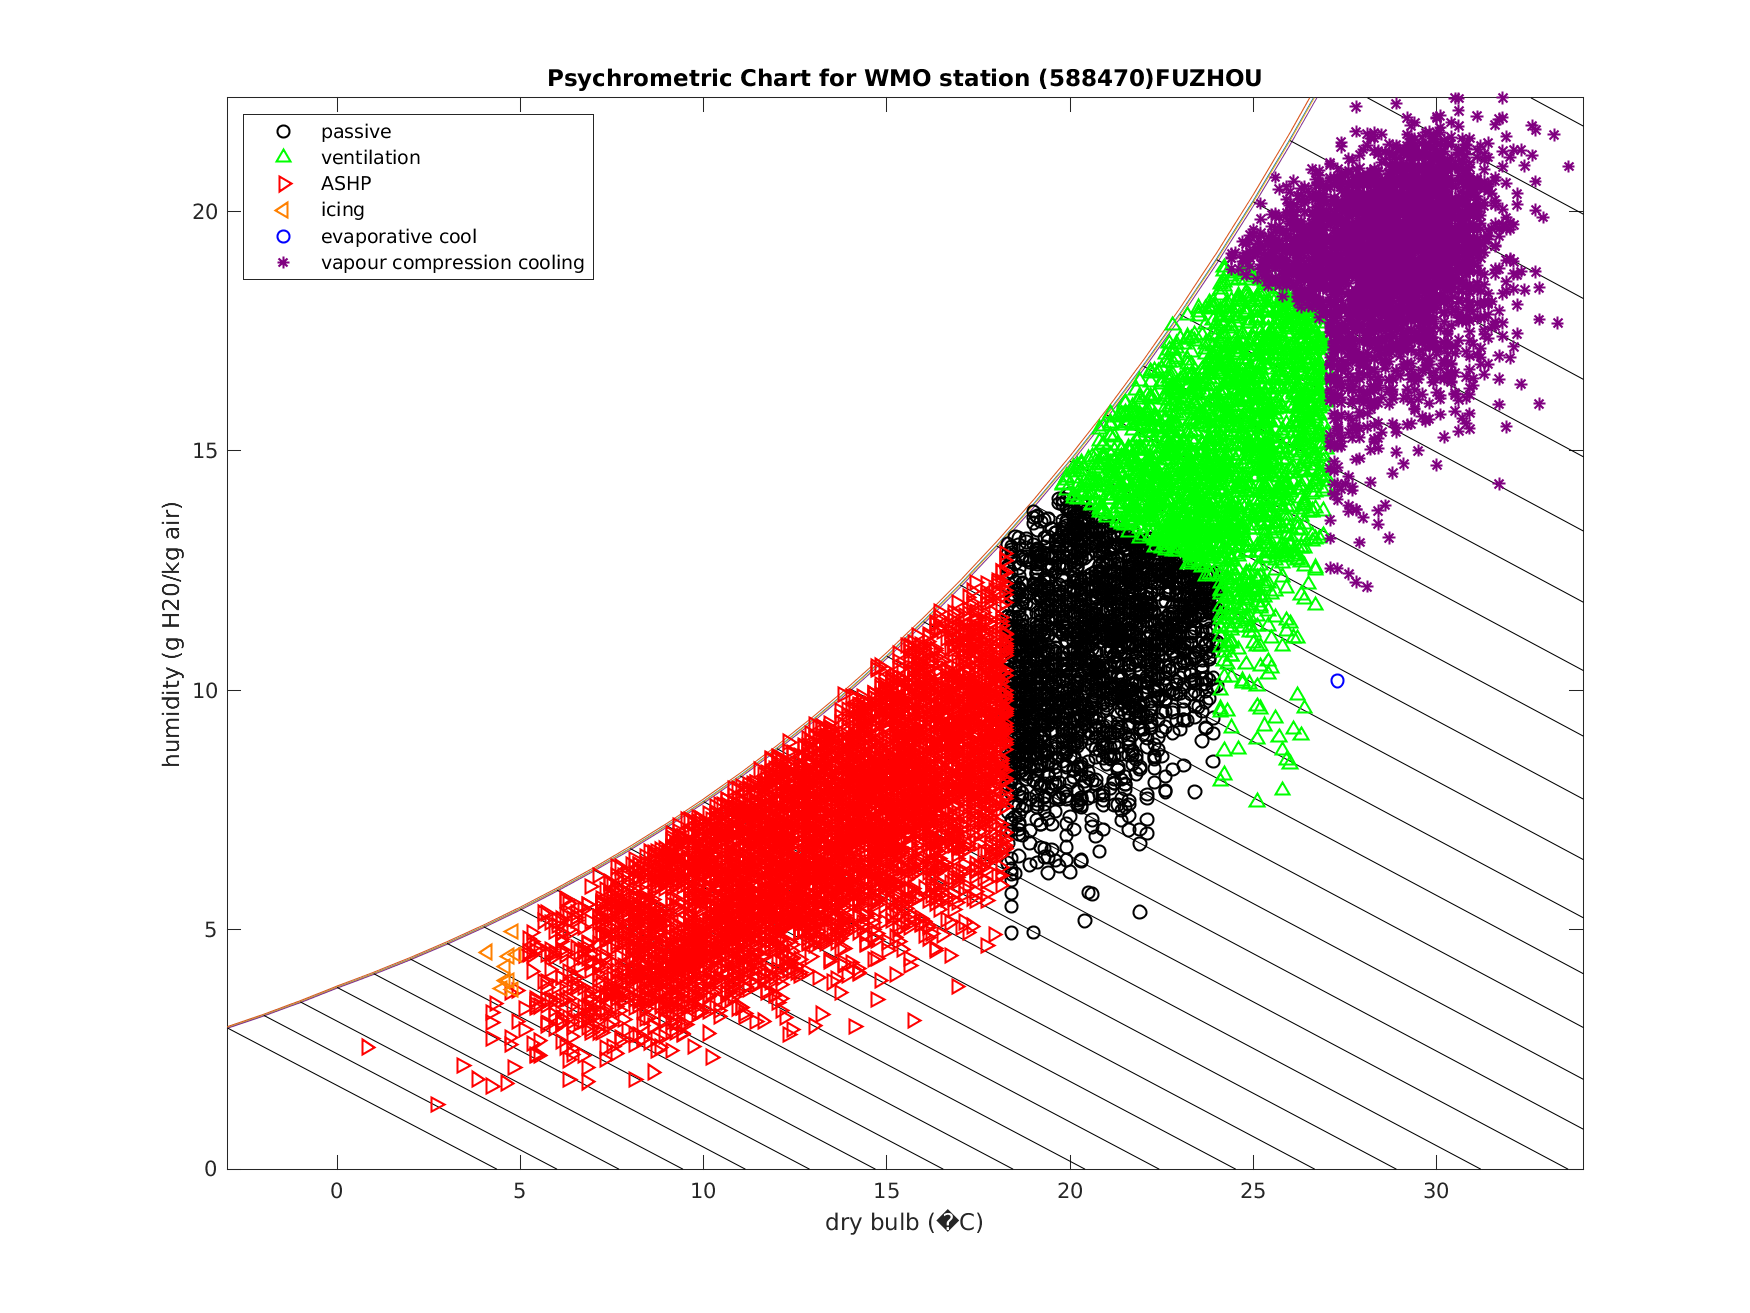 Psychrometric Chart for WMO station (588470)FUZHOU
passive
ventilation
ASHP
icing
evaporative cool
vapour compression cooling
20
15
10
5
0
humidity (g H20/kg air)
0 5 10 15 20 25 30
dry bulb (�C)